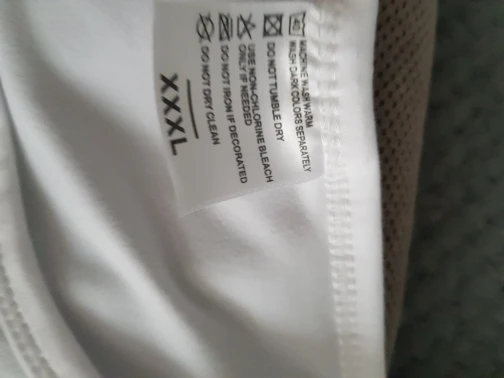 40
MACHINE WASH WARM
WASH DARK COLORS SEPARATELY
DO NOT TUMBLE DRY
USE NON-CHLORINE BLEACH
ONLY IF NEEDED
DO NOT IRON IF DECORATED
DO NOT DRY CLEAN
XXXL